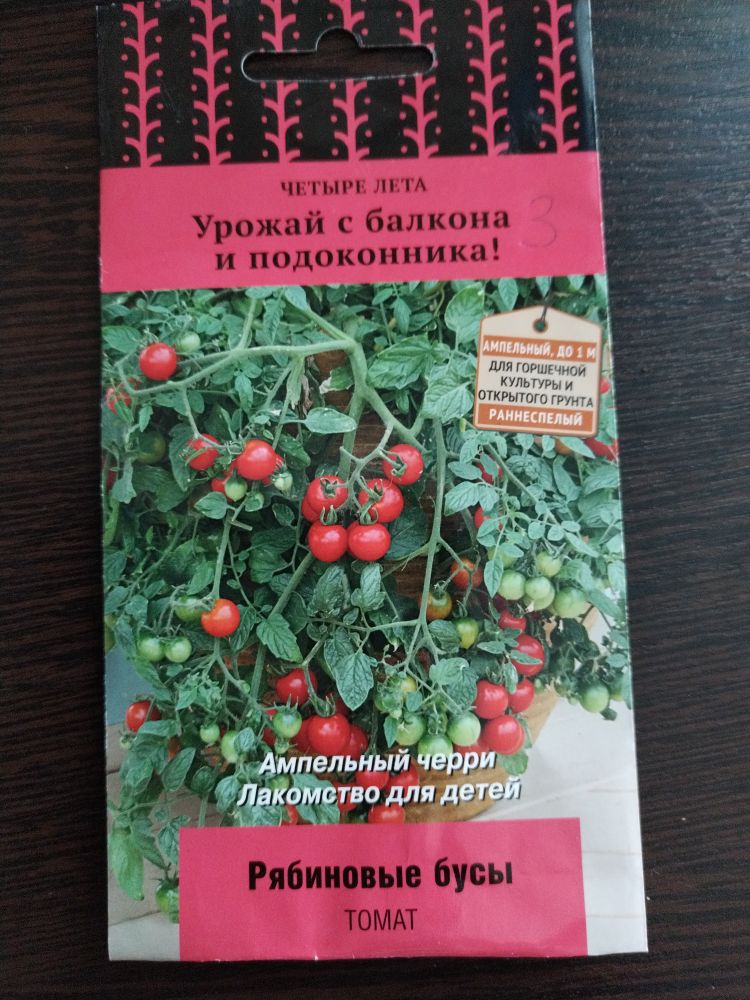 ЧЕТЫРЕ ЛЕТА
Урожай с балкона 3
и подоконника!
АМПЕЛЬНЫЙ, ДО 1 М
ДЛЯ ГОРШЕЧНОЙ
КУЛЬТУРЫ И
ОТКРЫТОГО ГРУНТА
РАННЕСПЕЛЫЙ
Ампельный черри
Лакомство для детей
Рябиновые бусы
ТОМАТ